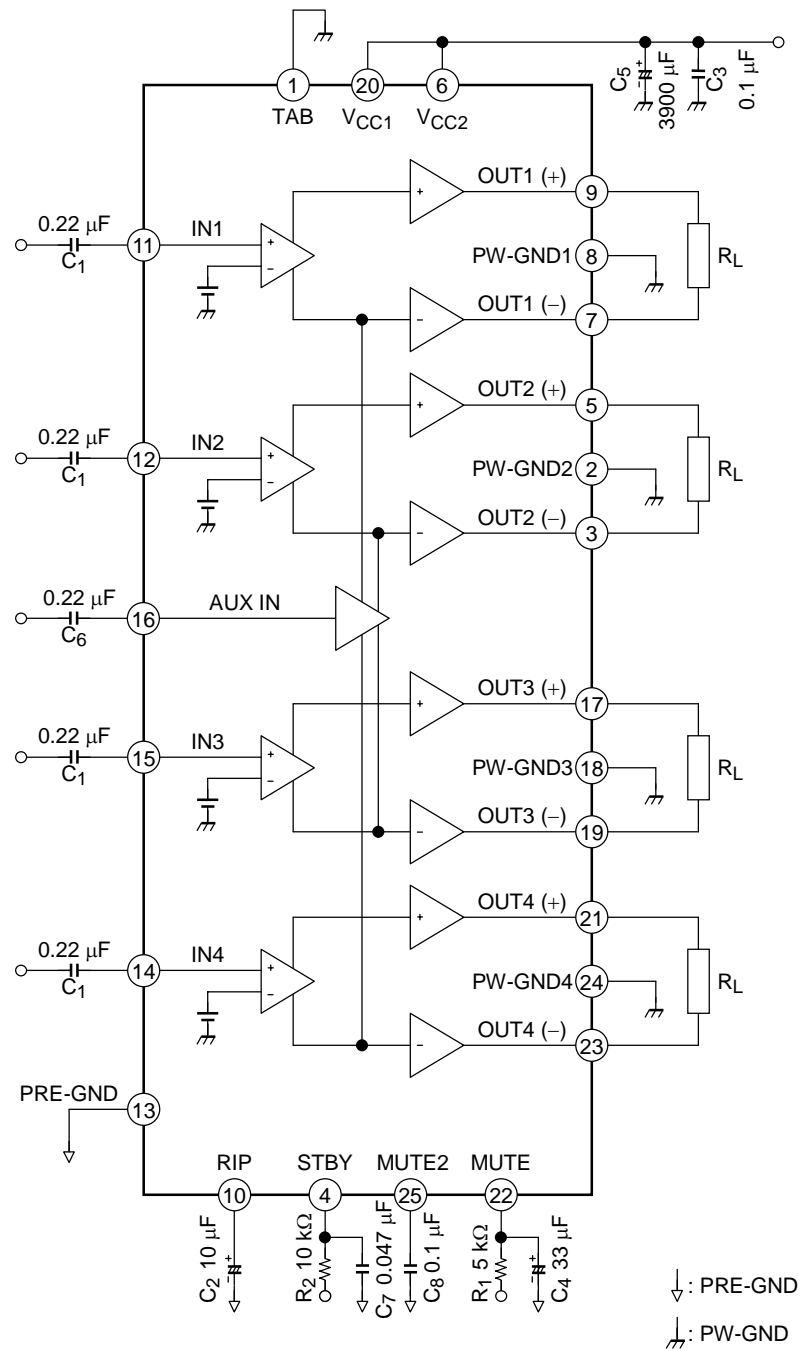 1
TAB
20
VCC1
6
VCC2
C5
3900 µF
C3
0.1 µF
0.22 µF
C1
11
IN1
+
−
+
OUT1 (+)
9
PW-GND1
8
RL
−
OUT1 (−)
7
0.22 µF
C1
12
IN2
+
−
+
OUT2 (+)
5
PW-GND2
2
RL
−
OUT2 (−)
3
0.22 µF
C6
16
AUX IN
0.22 µF
C1
15
IN3
+
−
+
OUT3 (+)
17
PW-GND3
18
RL
−
OUT3 (−)
19
0.22 µF
C1
14
IN4
+
−
+
OUT4 (+)
21
PW-GND4
24
RL
−
OUT4 (−)
23
PRE-GND
13
RIP
10
C2 10 µF
STBY
4
R2 10 kΩ
C7 0.047 µF
MUTE2
25
C8 0.1 µF
MUTE
22
R1 5 kΩ
C4 33 µF
: PRE-GND
: PW-GND